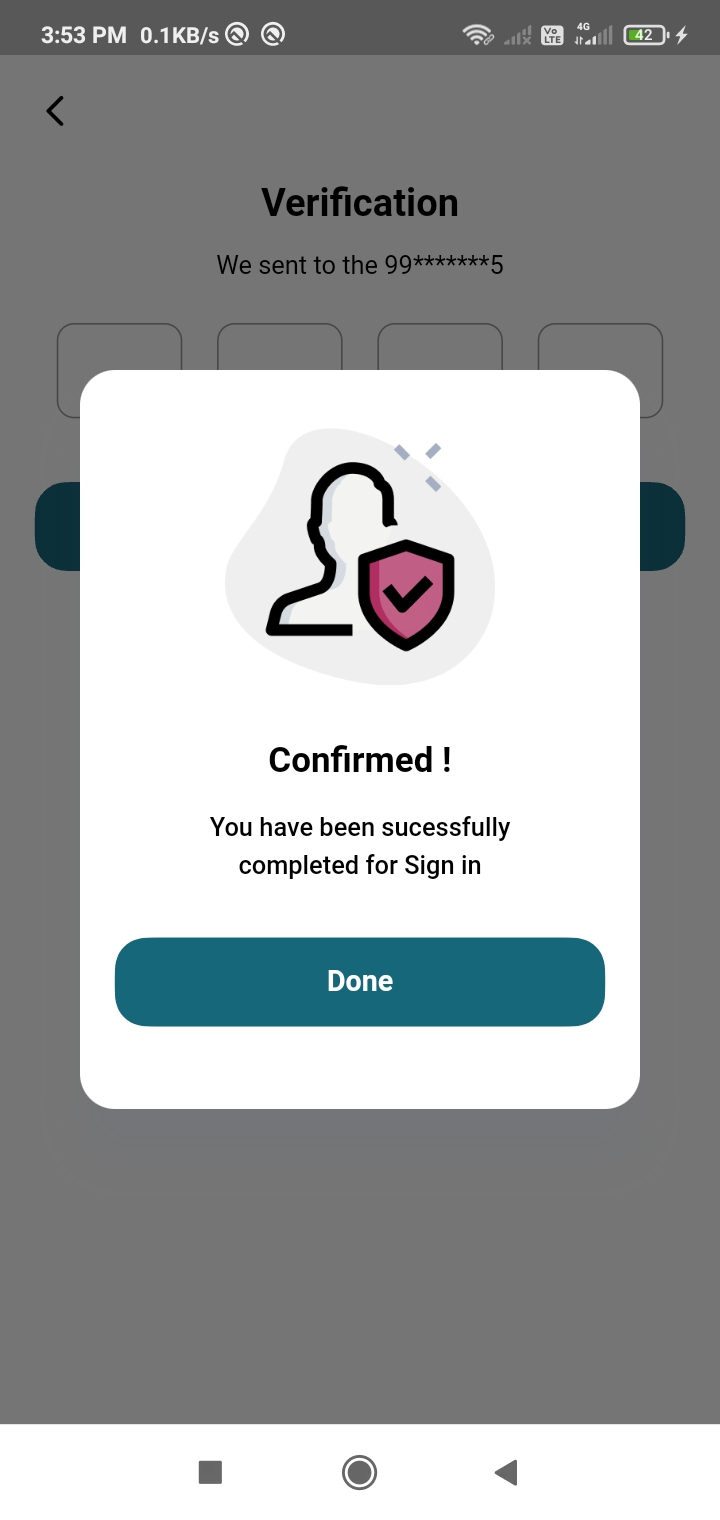 3:53 PM 0.1KB/s
Vo LTE 4G 42
Verification
We sent to the 99*******5
Confirmed !
You have been sucessfully
completed for Sign in
Done